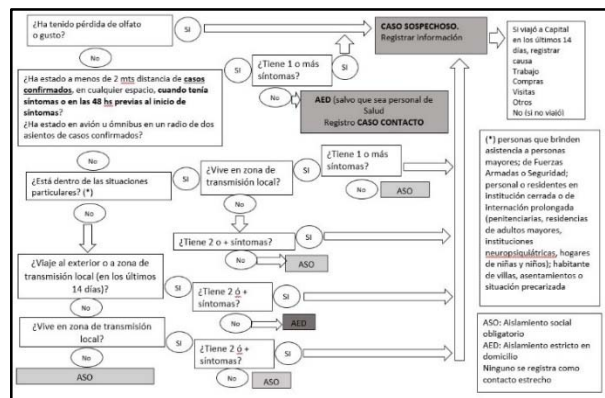 ¿Ha tenido pérdida de olfato
o gusto?
SI
No
CASO SOSPECHOSO.
Registrar información
Si viajó a Capital
en los últimos 14
días, registrar
causa
Trabajo
Compras
Visitas
Otros
No (si no viajó)
¿Ha estado a menos de 2 mts distancia de casos
confirmados, en cualquier espacio, cuando tenía
síntomas o en las 48 hs previas al inicio de
síntomas?
¿Ha estado en avión u ómnibus en un radio de dos
asientos de casos confirmados?
SI
¿Tiene 1 o más
síntomas?
SI
No
AED (salvo que sea personal de
Salud
Registro CASO CONTACTO
No
¿Está dentro de las situaciones
particulares? (*)
SI
¿Vive en zona de
transmisión local?
SI
¿Tiene 1 o más
síntomas?
SI
No
ASO
No
No
¿Tiene 2 o + síntomas?
SI
No
ASO
(*) personas que brinden
asistencia a personas
mayores; de Fuerzas
Armadas o Seguridad;
personal o residentes en
Institución cerrada o de
Internación prolongada
(penitenciarias, residencias
de adultos mayores,
instituciones
neuropsiquiátricas, hogares
de niñas y niños); habitante
de villas, asentamientos o
situación precarizada
¿Viaje al exterior o a zona de
transmisión local (en los últimos
14 días)?
SI
¿Tiene 2 ó +
síntomas?
SI
No
AED
No
¿Vive en zona de transmisión
local?
SI
¿Tiene 2 ó +
síntomas?
SI
No
ASO
No
ASO
ASO: Aislamiento social
obligatorio
AED: Aislamiento estricto en
domicilio
Ninguno se registra como
contacto estrecho